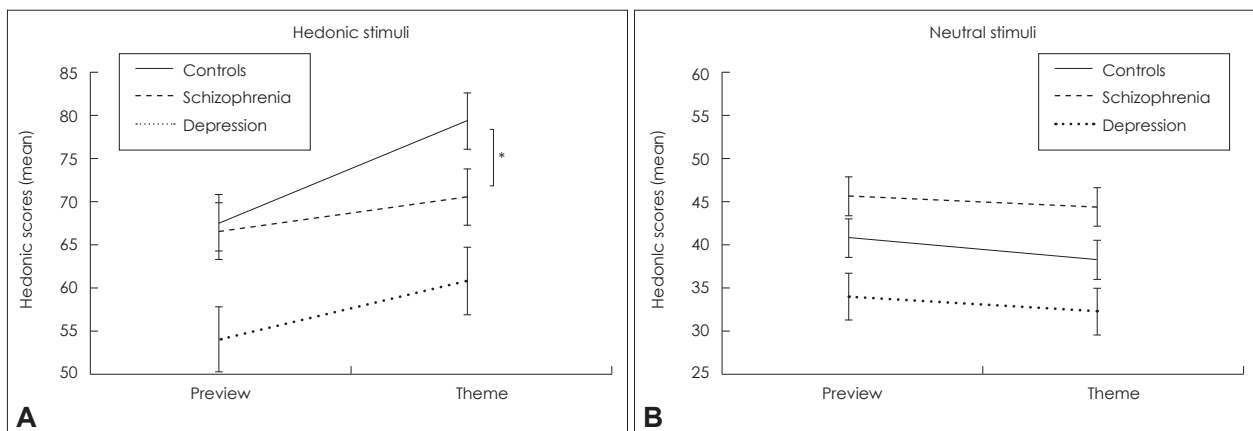 Hedonic stimuli
Controls
Schizophrenia
Depression
85
80
75
70
65
60
55
50
Hedonic scores (mean)
*
Preview
Theme
A
Neutral stimuli
Controls
Schizophrenia
Depression
60
55
50
45
40
35
30
25
Hedonic scores (mean)
Preview
Theme
B